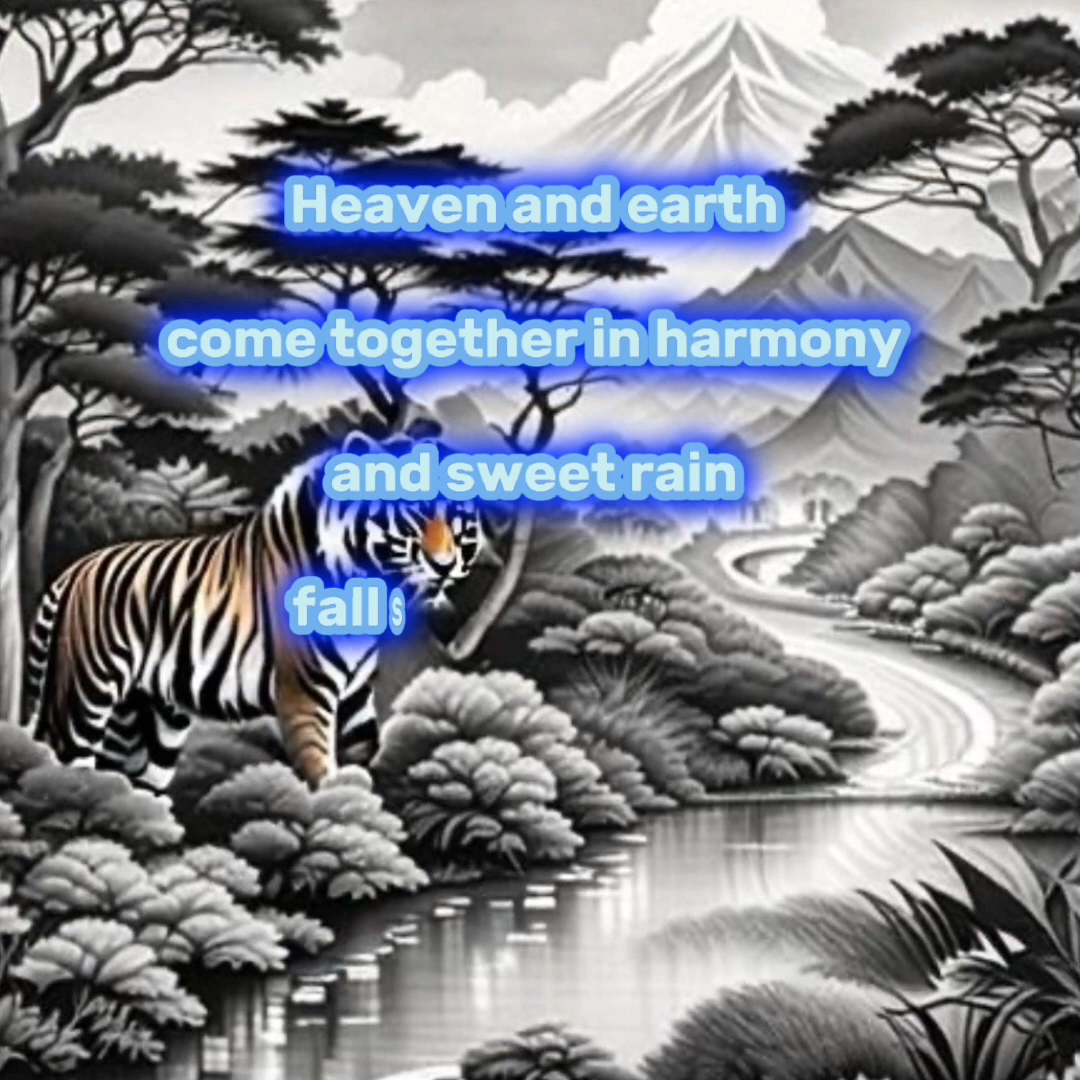 Heaven and earth
come together in harmony
and sweet rain
falls